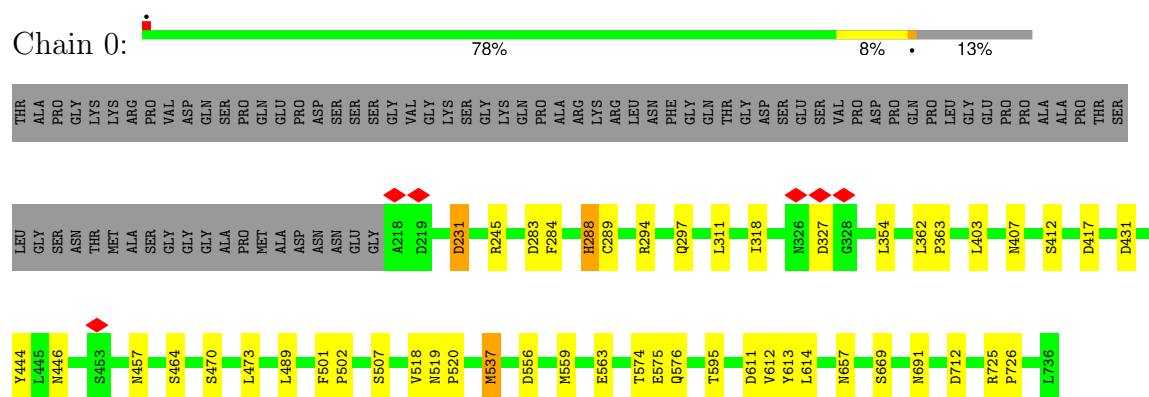 Chain 0:
78% 8% • 13%
THR ALA PRO GLY LYS LYS ARG PRO VAL ASP GLN SER PRO GLN GLU PRO ASP SER SER SER GLY VAL GLY LYS SER GLY LYS GLN PRO ALA ARG LYS ARG LEU ASN PHE GLY GLN THR GLY ASP SER GLU SER VAL PRO ASP PRO GLN PRO LEU GLY GLU PRO PRO ALA ALA PRO THR SER
LEU GLY SER ASN THR MET ALA SER GLY GLY GLY ALA PRO MET ALA ASP ASN ASN GLU GLY A218 D219 D231 R245 D283 F284 H288 C289 R294 Q297 L311 I318 N326 D327 G328 L354 L362 P363 L403 N407 S412 D417 D431
Y444 L445 N446 S453 N457 S464 S470 L473 L489 F501 P502 S507 V518 N519 P520 M537 D556 M559 E563 T574 E575 Q576 T595 D611 V612 Y613 L614 N657 S669 N691 D712 R725 P726 L736